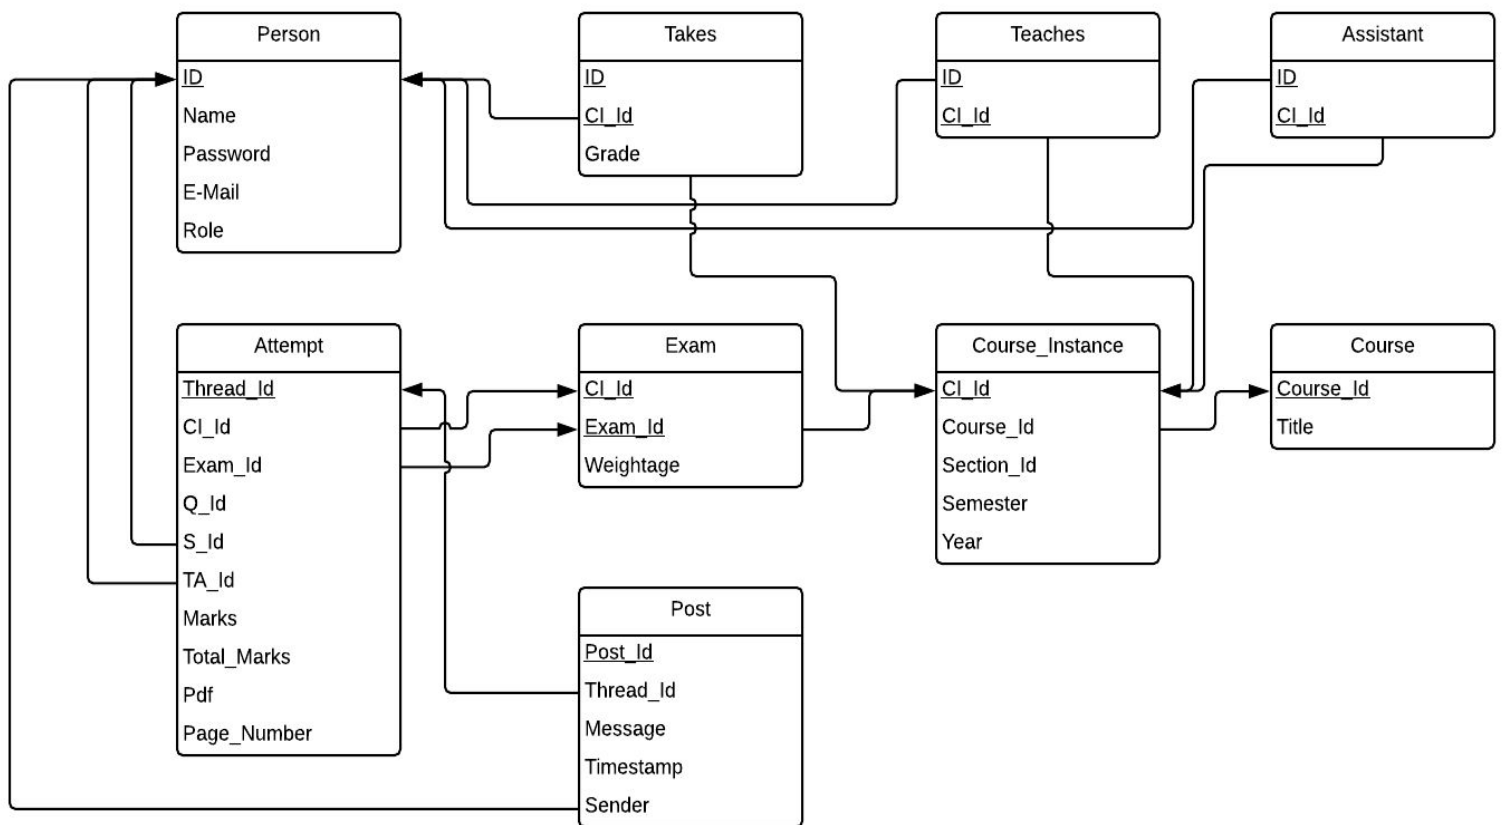 Person
ID
Name
Password
E-Mail
Role
Takes
ID
CI_Id
Grade
Teaches
ID
CI_Id
Assistant
ID
CI_Id
Attempt
Thread_Id
CI_Id
Exam_Id
Q_Id
S_Id
TA_Id
Marks
Total_Marks
Pdf
Page_Number
Exam
CI_Id
Exam_Id
Weightage
Course_Instance
CI_Id
Course_Id
Section_Id
Semester
Year
Course
Course_Id
Title
Post
Post_Id
Thread_Id
Message
Timestamp
Sender